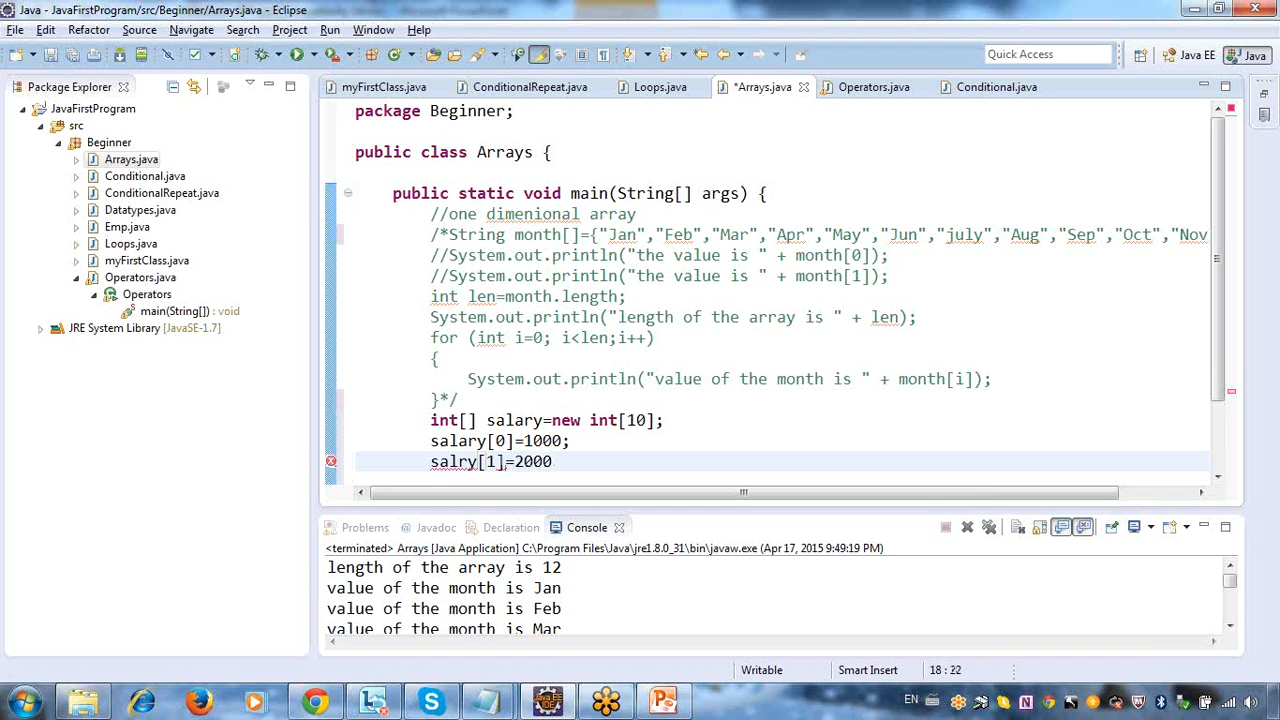 Java - JavaFirstProgram/src/Beginner/Arrays.java - Eclipse
File Edit Refactor Source Navigate Search Project Run Window Help
Quick Access
Java EE
Java
Package Explorer
JavaFirstProgram
src
Beginner
Arrays.java
Conditional.java
ConditionalRepeat.java
Datatypes.java
Emp.java
Loops.java
myFirstClass.java
Operators.java
Operators
main(String[]) : void
JRE System Library [JavaSE-1.7]
myFirstClass.java ConditionalRepeat.java Loops.java *Arrays.java Operators.java Conditional.java
package Beginner;
public class Arrays {
public static void main(String[] args) {
//one dimenional array
/*String month[]={"Jan","Feb","Mar","Apr","May","Jun","july","Aug","Sep","Oct","Nov
//System.out.println("the value is " + month[0]);
//System.out.println("the value is " + month[1]);
int len=month.length;
System.out.println("length of the array is " + len);
for (int i=0; i<len;i++)
{
System.out.println("value of the month is " + month[i]);
}*/
int[] salary=new int[10];
salary[0]=1000;
salry[1]=2000
Problems Javadoc Declaration Console
<terminated> Arrays [Java Application] C:\Program Files\Java\jre1.8.0_31\bin\javaw.exe (Apr 17, 2015 9:49:19 PM)
length of the array is 12
value of the month is Jan
value of the month is Feb
value of the month is Mar
Writable Smart Insert 18 : 22
EN